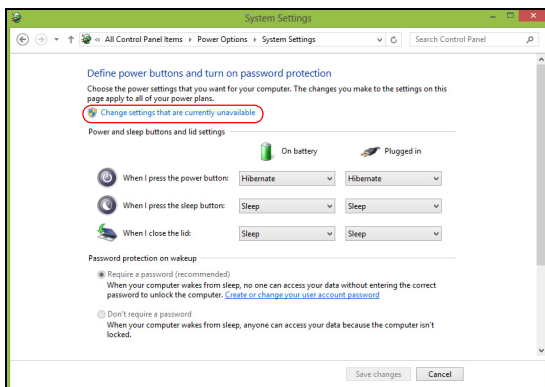 System Settings
« All Control Panel Items Power Options System Settings
Search Control Panel
Define power buttons and turn on password protection
Choose the power settings that you want for your computer. The changes you make to the settings on this
page apply to all of your power plans.
Change settings that are currently unavailable
Power and sleep buttons and lid settings
On battery Plugged in
When I press the power button: Hibernate Hibernate
When I press the sleep button: Sleep Sleep
When I close the lid: Sleep Sleep
Password protection on wakeup
Require a password (recommended)
When your computer wakes from sleep, no one can access your data without entering the correct
password to unlock the computer. Create or change your user account password
Don't require a password
When your computer wakes from sleep, anyone can access your data because the computer isn't
locked.
Save changes Cancel